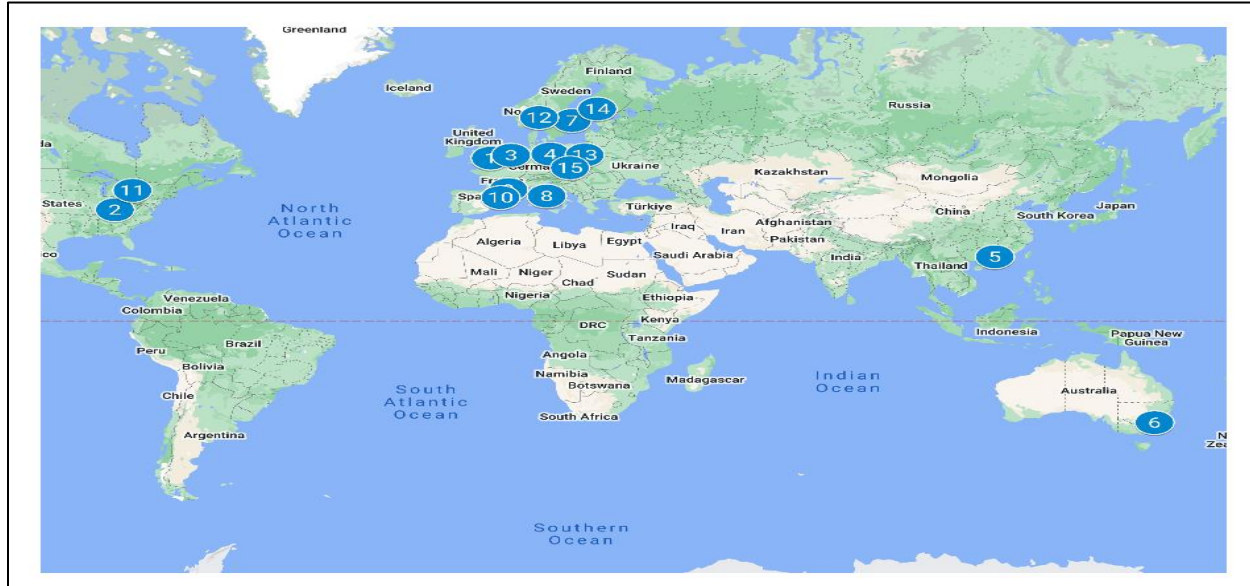 Greenland
Iceland
Finland
Sweden
No
12
7
14
Russia
United
Kingdom
1
3
4
13
15
Ukraine
Kazakhstan
Mongolia
11
States
2
North
Atlantic
Ocean
Spa
10
8
Türkiye
Afghanistan
China
South Korea
Japan
Iraq
Iran
Pakistan
Algeria
Libya
Egypt
Saudi Arabia
India
Thailand
5
Mali
Niger
Chad
Sudan
Nigeria
Ethiopia
Venezuela
Colombia
DRC
Kenya
Tanzania
Indonesia
Papua New
Guinea
Peru
Brazil
Bolivia
Angola
Namibia
Botswana
Madagascar
Indian
Ocean
Australia
Chile
South
Atlantic
Ocean
South Africa
Argentina
6
N
Zea
Southern
Ocean